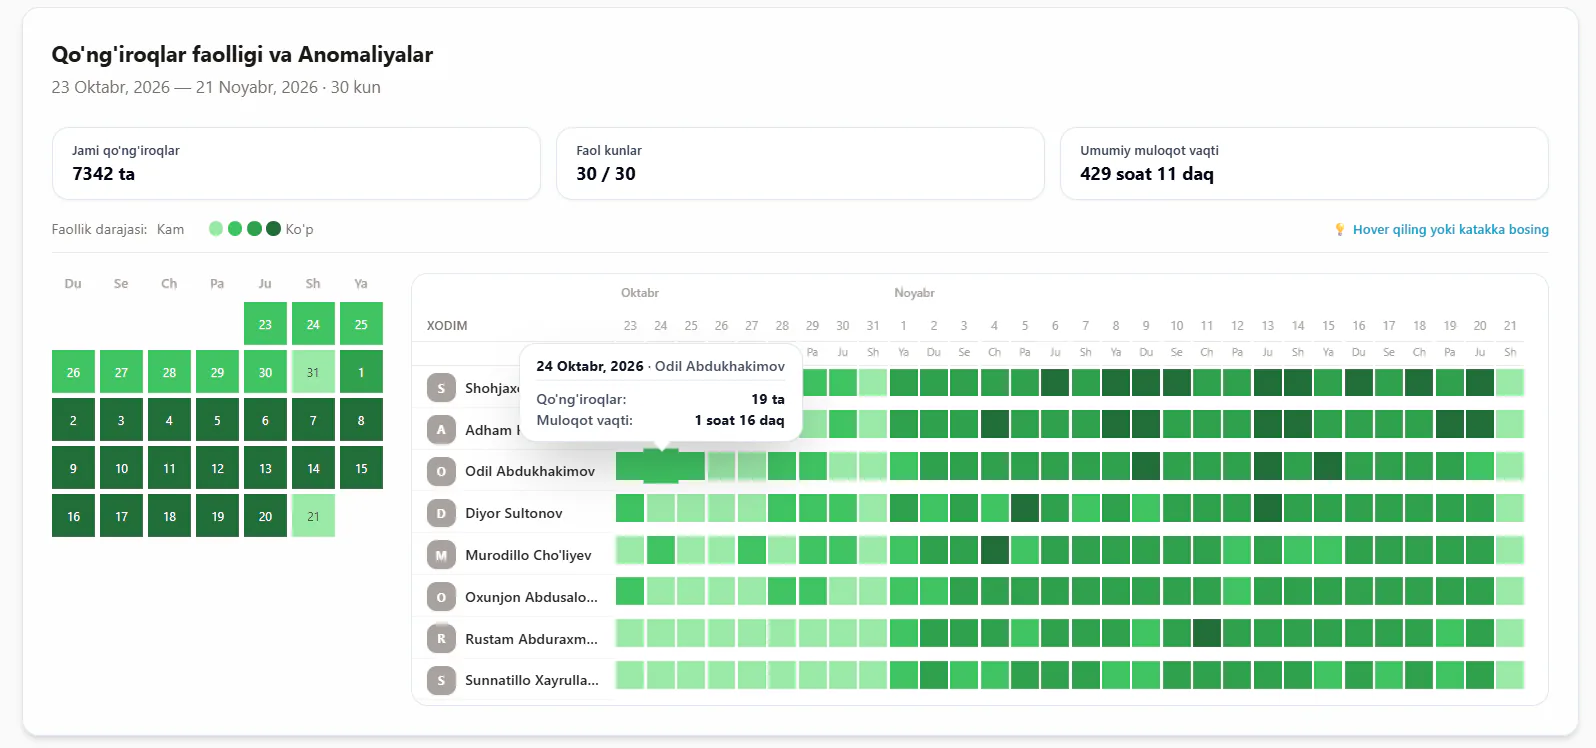 Qo'ng'iroqlar faolligi va Anomaliyalar
23 Oktabr, 2026 — 21 Noyabr, 2026 · 30 kun
Jami qo'ng'iroqlar
7342 ta
Faol kunlar
30 / 30
Umumiy muloqot vaqti
429 soat 11 daq
Faollik darajasi: Kam Ko'p
💡 Hover qiling yoki katakka bosing
Du Se Ch Pa Ju Sh Ya
23 24 25
26 27 28 29 30 31 1
2 3 4 5 6 7 8
9 10 11 12 13 14 15
16 17 18 19 20 21
Oktabr Noyabr
XODIM 23 24 25 26 27 28 29 30 31 1 2 3 4 5 6 7 8 9 10 11 12 13 14 15 16 17 18 19 20 21
Pa Ju Sh Ya Du Se Ch Pa Ju Sh Ya Du Se Ch Pa Ju Sh Ya Du Se Ch Pa Ju Sh
24 Oktabr, 2026 · Odil Abdukhakimov
Qo'ng'iroqlar: 19 ta
Muloqot vaqti: 1 soat 16 daq
S
A Adham
O Odil Abdukhakimov
D Diyor Sultonov
M Murodillo Cho'liyev
O Oxunjon Abdusalo...
R Rustam Abduraxm...
S Sunnatillo Xayrulla...